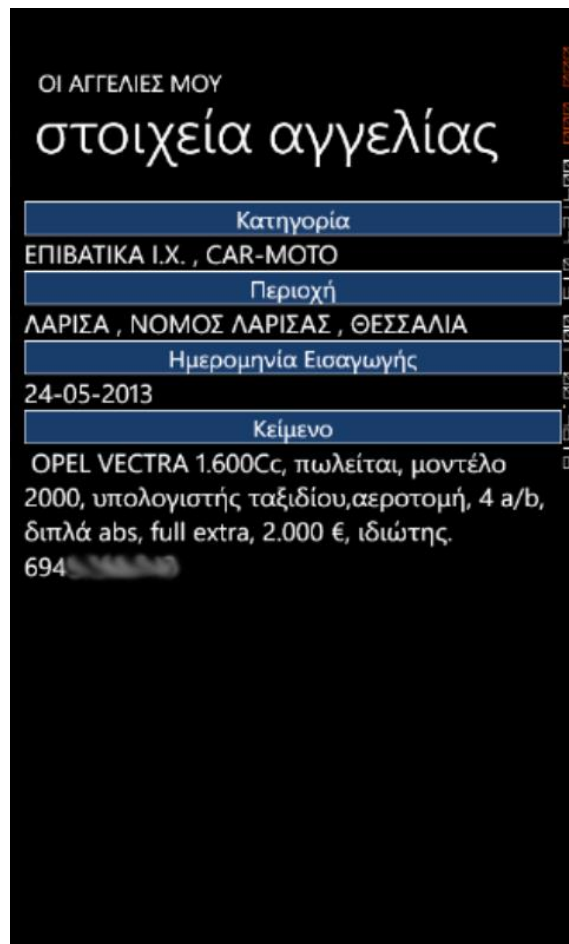 ΟΙ ΑΓΓΕΛΙΕΣ ΜΟΥ
στοιχεία αγγελίας
Κατηγορία
ΕΠΙΒΑΤΙΚΑ Ι.Χ. , CAR-MOTO
Περιοχή
ΛΑΡΙΣΑ , ΝΟΜΟΣ ΛΑΡΙΣΑΣ , ΘΕΣΣΑΛΙΑ
Ημερομηνία Εισαγωγής
24-05-2013
Κείμενο
OPEL VECTRA 1.600Cc, πωλείται, μοντέλο
2000, υπολογιστής ταξιδίου,αεροτομή, 4 a/b,
διπλά abs, full extra, 2.000 €, ιδιώτης.
694